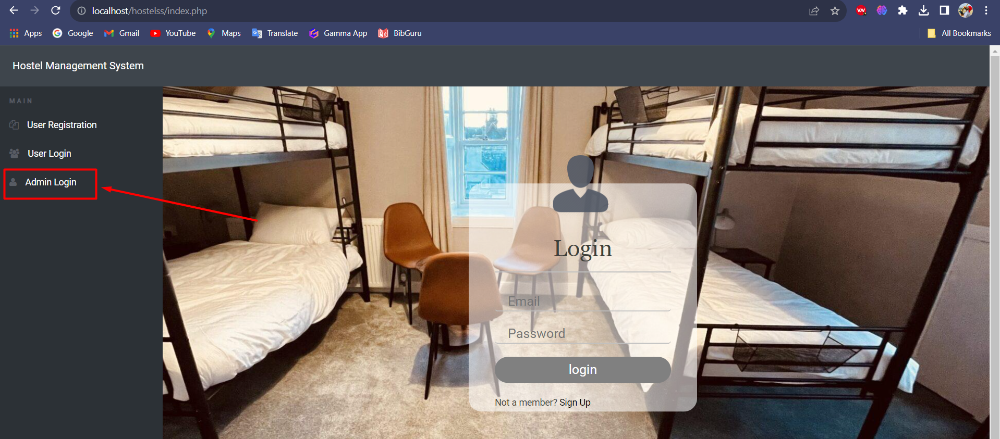 localhost/hostelss/index.php
Apps Google Gmail YouTube Maps Translate Gamma App BibGuru All Bookmarks
Hostel Management System
MAIN
User Registration
User Login
Admin Login
Login
Email
Password
login
Not a member? Sign Up